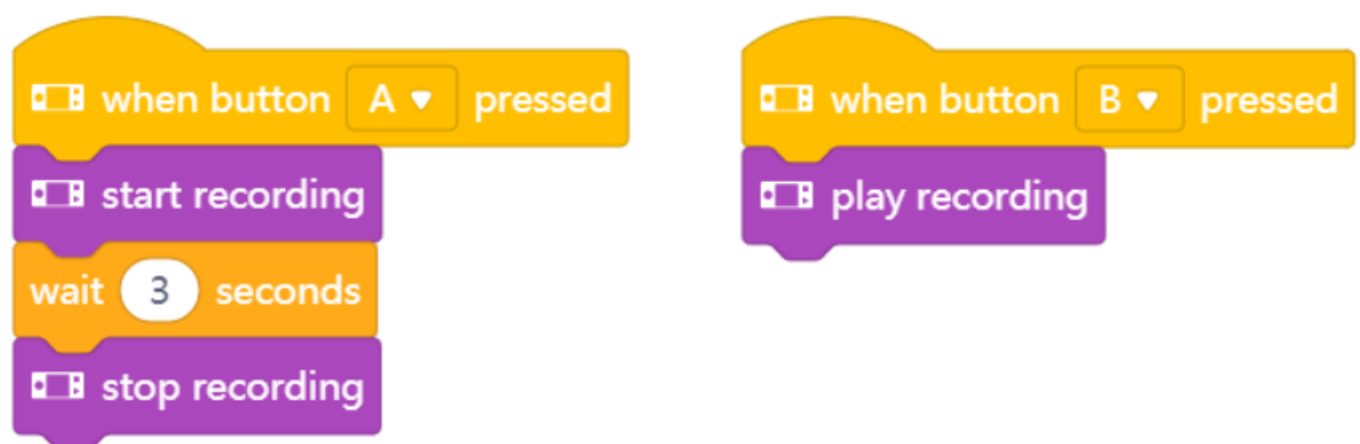 when button A pressed
start recording
wait 3 seconds
stop recording
when button B pressed
play recording